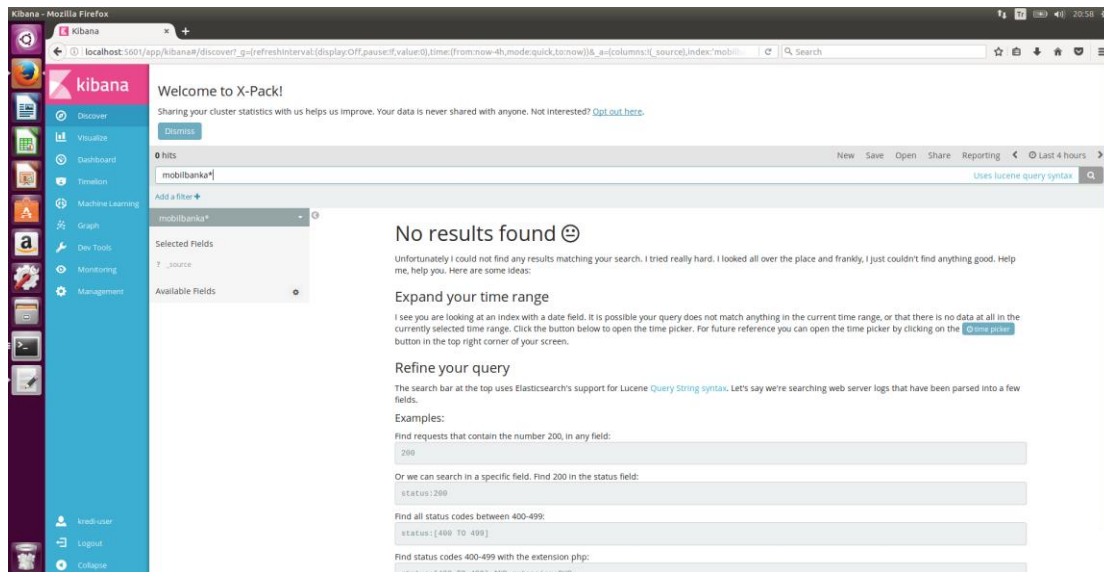 Kibana - Mozilla Firefox
Tr 20:58
Kibana
localhost:5601/app/kibana#/discover?_g=(refreshInterval:(display:Off,pause:!f,value:0),time:(from:now-4h,mode:quick,to:now))&_a=(columns:!(_source),index:'mobilb
Search
kibana
Discover
Visualize
Dashboard
Timelion
Machine Learning
Graph
Dev Tools
Monitoring
Management
kredi-user
Logout
Collapse
Welcome to X-Pack!
Sharing your cluster statistics with us helps us improve. Your data is never shared with anyone. Not interested? Opt out here.
Dismiss
0 hits
New Save Open Share Reporting Last 4 hours
mobilbanka*
Uses lucene query syntax
Add a filter
mobilbanka*
Selected Fields
? _source
Available Fields
No results found
Unfortunately I could not find any results matching your search. I tried really hard. I looked all over the place and frankly, I just couldn't find anything good. Help
me, help you. Here are some ideas:
Expand your time range
I see you are looking at an index with a date field. It is possible your query does not match anything in the current time range, or that there is no data at all in the
currently selected time range. Click the button below to open the time picker. For future reference you can open the time picker by clicking on the time picker
button in the top right corner of your screen.
Refine your query
The search bar at the top uses Elasticsearch's support for Lucene Query String syntax. Let's say we're searching web server logs that have been parsed into a few
fields.
Examples:
Find requests that contain the number 200, in any field:
200
Or we can search in a specific field. Find 200 in the status field:
status:200
Find all status codes between 400-499:
status:[400 TO 499]
Find status codes 400-499 with the extension php: